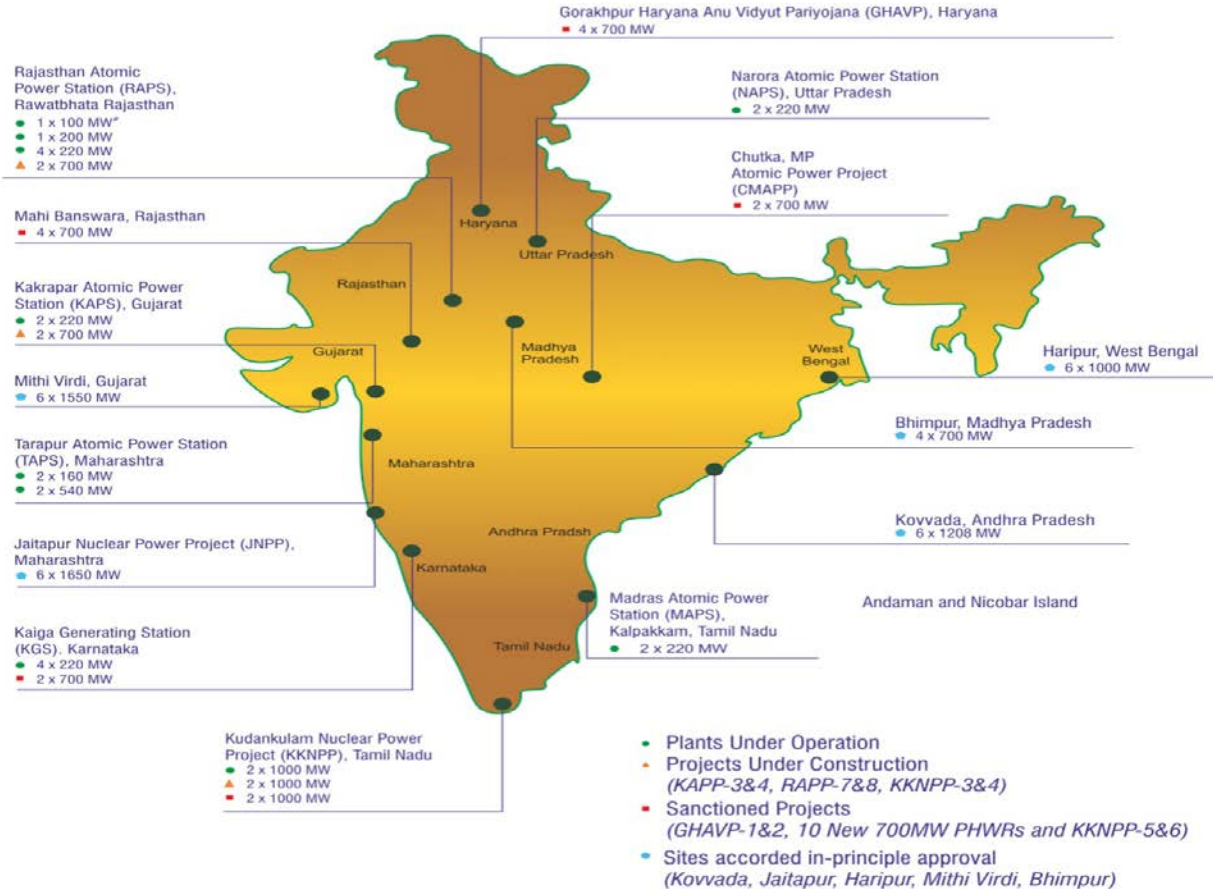 Gorakhpur Haryana Anu Vidyut Pariyojana (GHAVP), Haryana
4 x 700 MW
Rajasthan Atomic
Power Station (RAPS),
Rawatbhata Rajasthan
1 x 100 MW#
1 x 200 MW
4 x 220 MW
2 x 700 MW
Narora Atomic Power Station
(NAPS), Uttar Pradesh
2 x 220 MW
Chutka, MP
Atomic Power Project
(CMAPP)
2 x 700 MW
Mahi Banswara, Rajasthan
4 x 700 MW
Kakrapar Atomic Power
Station (KAPS), Gujarat
2 x 220 MW
2 x 700 MW
Mithi Virdi, Gujarat
6 x 1550 MW
Tarapur Atomic Power Station
(TAPS), Maharashtra
2 x 160 MW
2 x 540 MW
Jaitapur Nuclear Power Project (JNPP),
Maharashtra
6 x 1650 MW
Kaiga Generating Station
(KGS). Karnataka
4 x 220 MW
2 x 700 MW
Haryana
Uttar Pradesh
Rajasthan
Gujarat
Madhya
Pradesh
West
Bengal
Maharashtra
Andhra Pradsh
Karnataka
Tamil Nadu
Haripur, West Bengal
6 x 1000 MW
Bhimpur, Madhya Pradesh
4 x 700 MW
Kovvada, Andhra Pradesh
6 x 1208 MW
Andaman and Nicobar Island
Madras Atomic Power
Station (MAPS),
Kalpakkam, Tamil Nadu
2 x 220 MW
Kudankulam Nuclear Power
Project (KKNPP), Tamil Nadu
2 x 1000 MW
2 x 1000 MW
2 x 1000 MW
Plants Under Operation
Projects Under Construction
(KAPP-3&4, RAPP-7&8, KKNPP-3&4)
Sanctioned Projects
(GHAVP-1&2, 10 New 700MW PHWRs and KKNPP-5&6)
Sites accorded in-principle approval
(Kovvada, Jaitapur, Haripur, Mithi Virdi, Bhimpur)